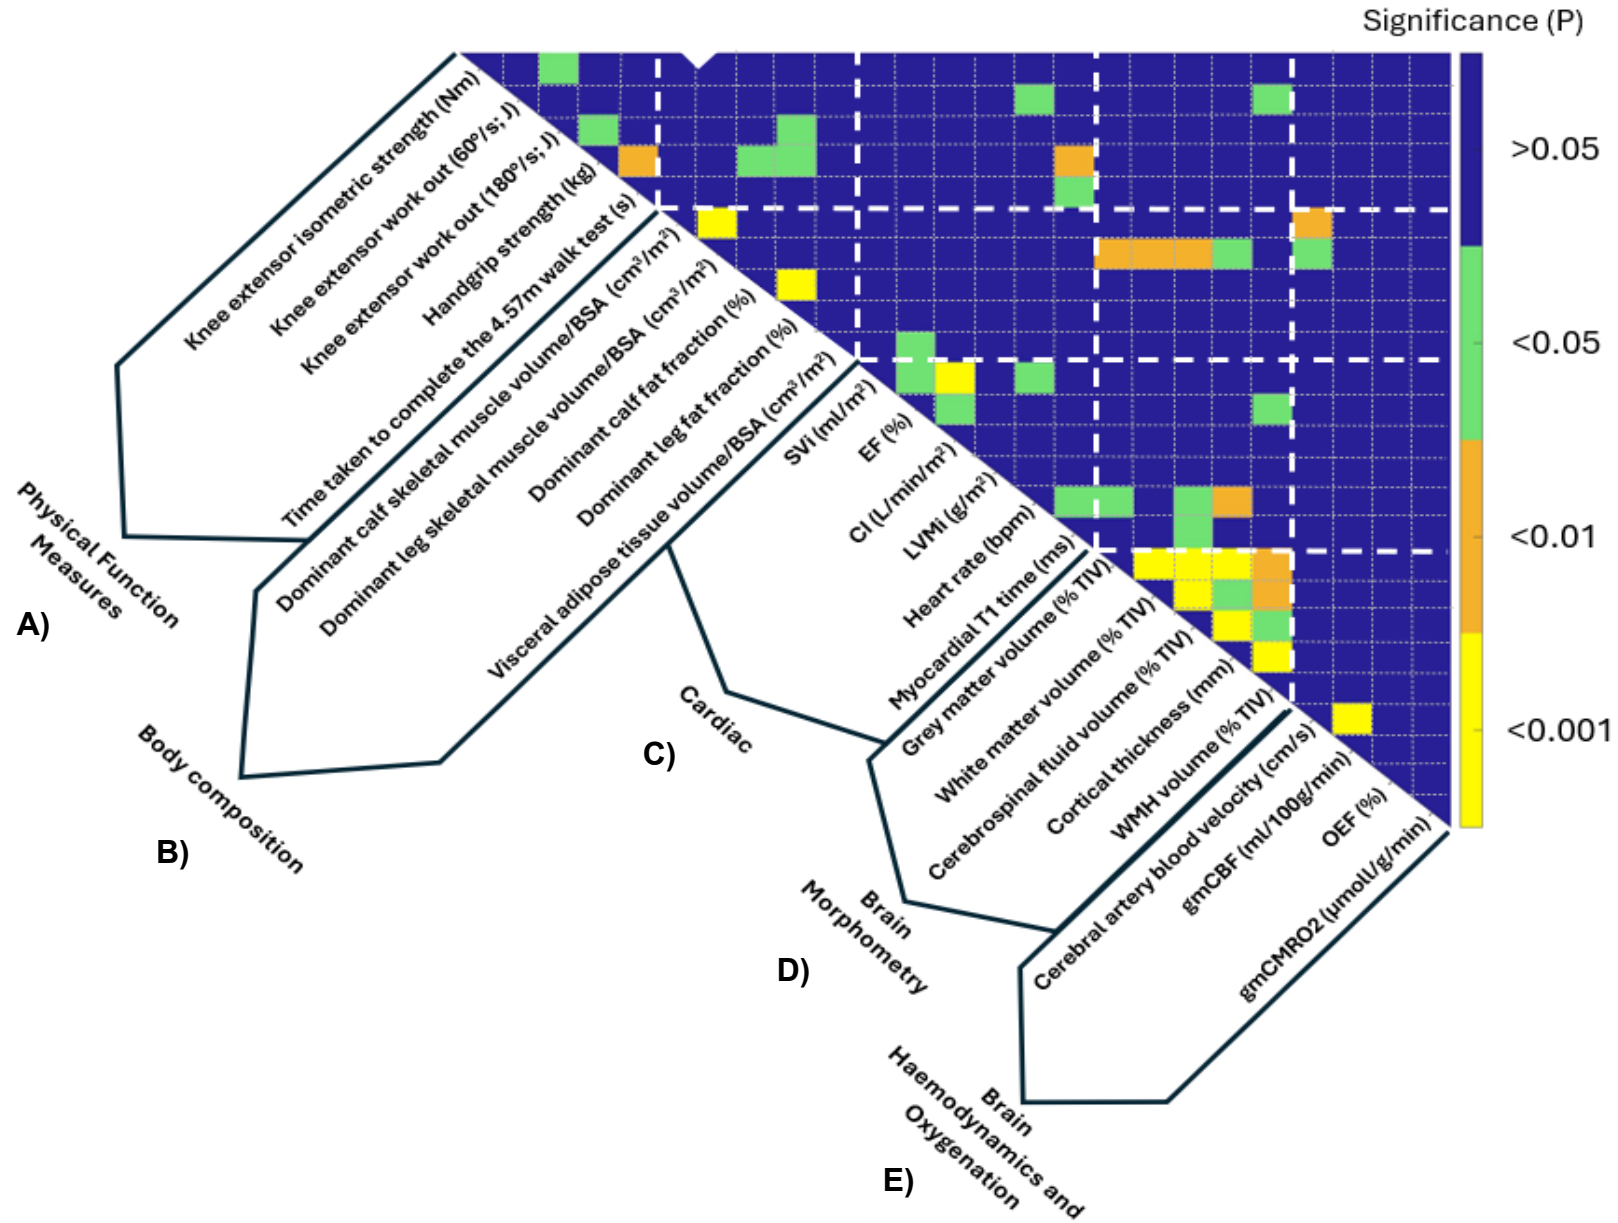 Significance (P)
>0.05
<0.05
<0.01
<0.001
Knee extensor isometric strength (Nm)
Knee extensor work out (60º/s; J)
Knee extensor work out (180º/s; J)
Handgrip strength (kg)
Time taken to complete the 4.57m walk test (s)
Dominant calf skeletal muscle volume/BSA (cm³/m²)
Dominant leg skeletal muscle volume/BSA (cm³/m²)
Dominant calf fat fraction (%)
Dominant leg fat fraction (%)
Visceral adipose tissue volume/BSA (cm³/m²)
SVi (ml/m²)
EF (%)
CI (L/min/m²)
LVMi (g/m²)
Heart rate (bpm)
Myocardial T1 time (ms)
Grey matter volume (% TIV)
White matter volume (% TIV)
Cerebrospinal fluid volume (% TIV)
Cortical thickness (mm)
WMH volume (% TIV)
Cerebral artery blood velocity (cm/s)
gmCBF (ml/100g/min)
OEF (%)
gmCMRO2 (µmoll/g/min)
Physical Function
Measures
A)
Body composition
B)
Cardiac
C)
Brain
Morphometry
D)
Brain
Haemodynamics and
Oxygenation
E)